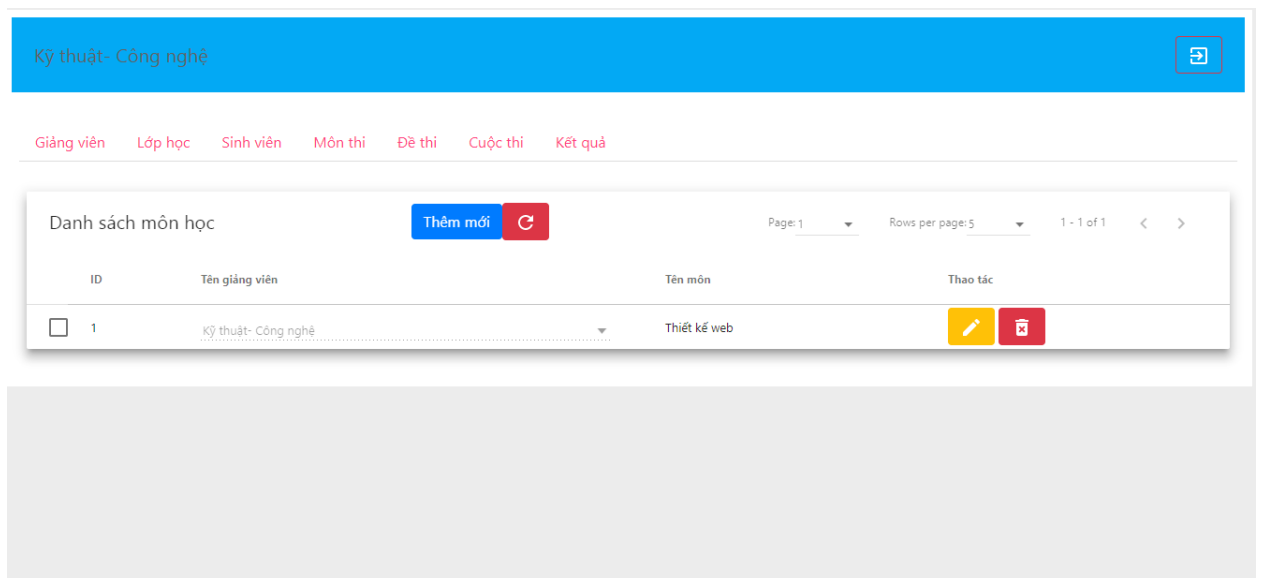 Kỹ thuật- Công nghệ
Giảng viên Lớp học Sinh viên Môn thi Đề thi Cuộc thi Kết quả
Danh sách môn học Thêm mới Page: 1 Rows per page: 5 1 - 1 of 1
ID Tên giảng viên Tên môn Thao tác
1 Kỹ thuật- Công nghệ Thiết kế web